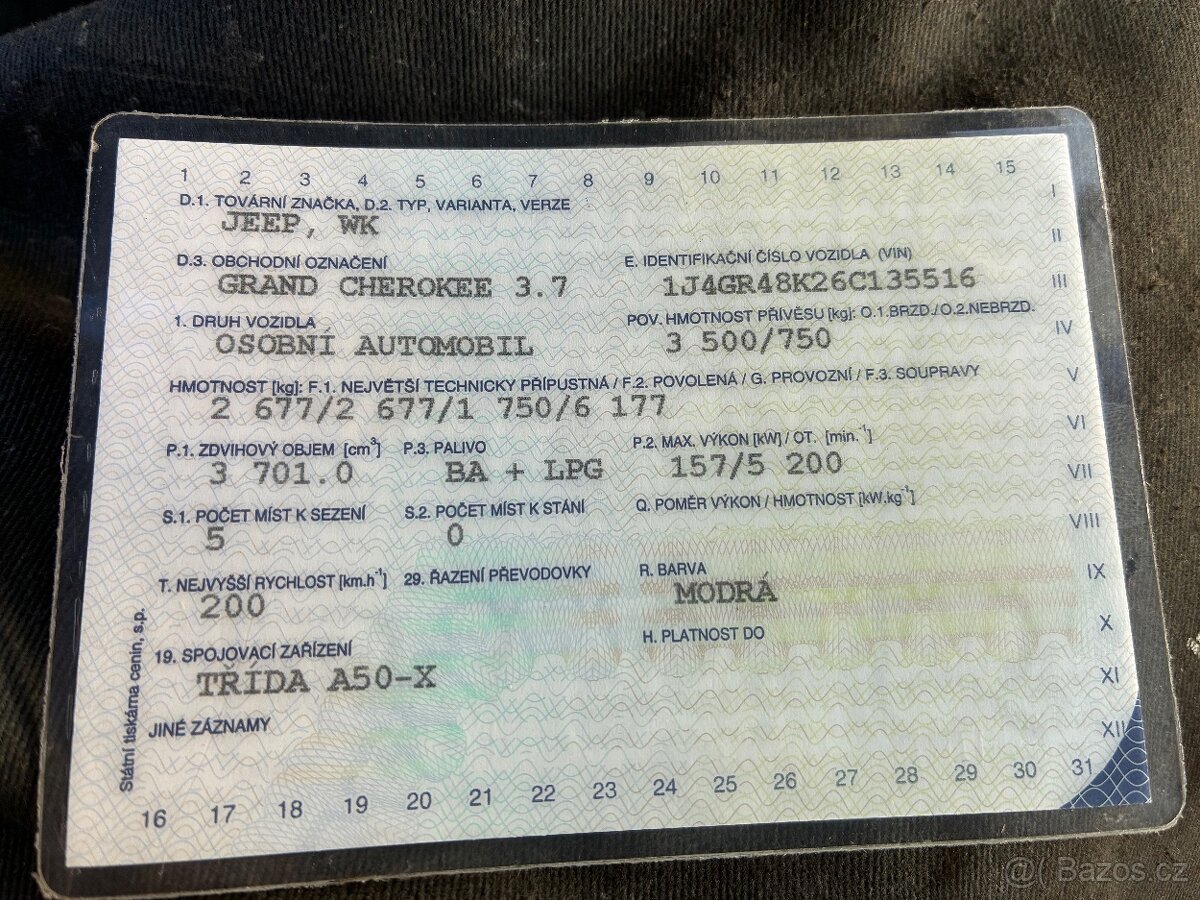 1 2 3 4 5 6 7 8 9 10 11 12 13 14 15
D.1. TOVÁRNÍ ZNAČKA, D.2. TYP, VARIANTA, VERZE
I
JEEP, WK
II
D.3. OBCHODNÍ OZNAČENÍ E. IDENTIFIKAČNÍ ČÍSLO VOZIDLA (VIN)
GRAND CHEROKEE 3.7 1J4GR48K26C135516
III
1. DRUH VOZIDLA POV. HMOTNOST PŘÍVĚSU [kg]: O.1.BRZD./O.2.NEBRZD.
OSOBNÍ AUTOMOBIL 3 500/750
IV
HMOTNOST [kg]: F.1. NEJVĚTŠÍ TECHNICKY PŘÍPUSTNÁ / F.2. POVOLENÁ / G. PROVOZNÍ / F.3. SOUPRAVY
V
2 677/2 677/1 750/6 177
VI
P.1. ZDVIHOVÝ OBJEM [cm³] P.3. PALIVO P.2. MAX. VÝKON [kW] / OT. [min.⁻¹]
3 701.0 BA + LPG 157/5 200
VII
S.1. POČET MÍST K SEZENÍ S.2. POČET MÍST K STÁNÍ Q. POMĚR VÝKON / HMOTNOST [kW.kg⁻¹]
5 0
VIII
T. NEJVYŠŠÍ RYCHLOST [km.h⁻¹] 29. ŘAZENÍ PŘEVODOVKY R. BARVA
IX
200 MODRÁ
H. PLATNOST DO
X
19. SPOJOVACÍ ZAŘÍZENÍ
TŘÍDA A50-X
XI
JINÉ ZÁZNAMY
XII
Státní tiskárna cenin, s.p.
16 17 18 19 20 21 22 23 24 25 26 27 28 29 30 31
@( Bazos.cz